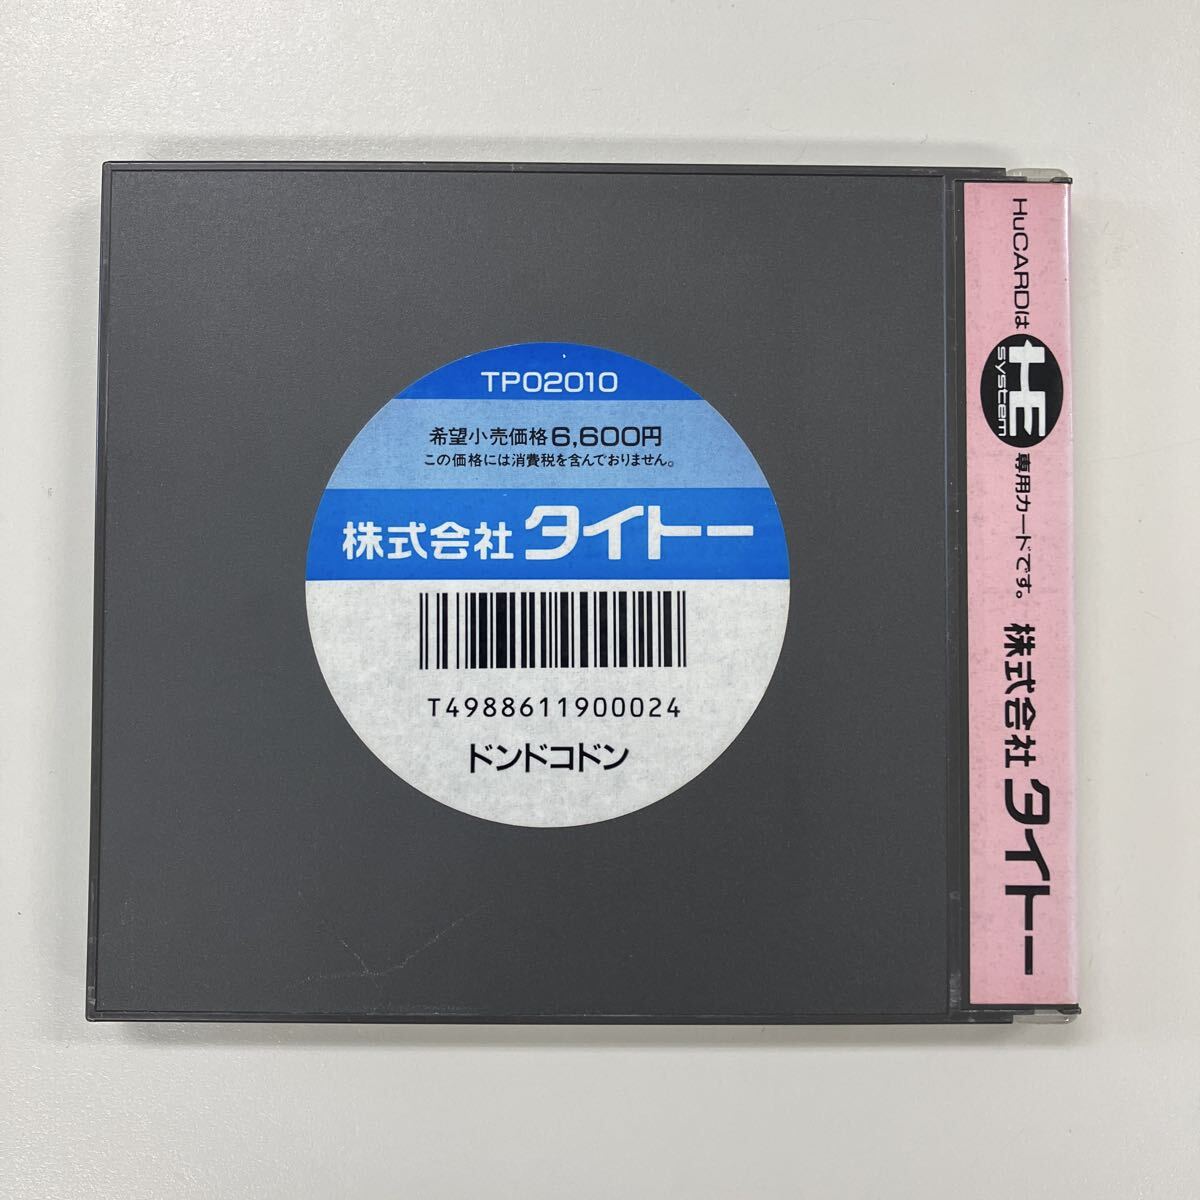 TP02010
希望小売価格6,600円
この価格には消費税を含んでおりません。
株式会社タイトー
T4988611900024
ドンドコドン
HuCARDは HE system 専用カードです。 株式会社タイトー